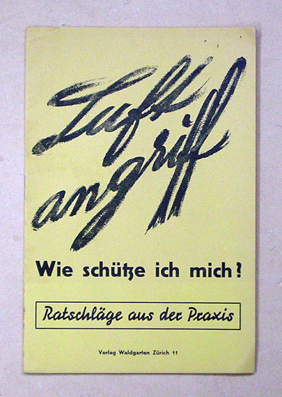 Luft
angriff
Wie schütze ich mich?
Ratschläge aus der Praxis
Verlag Waldgarten Zürich 11